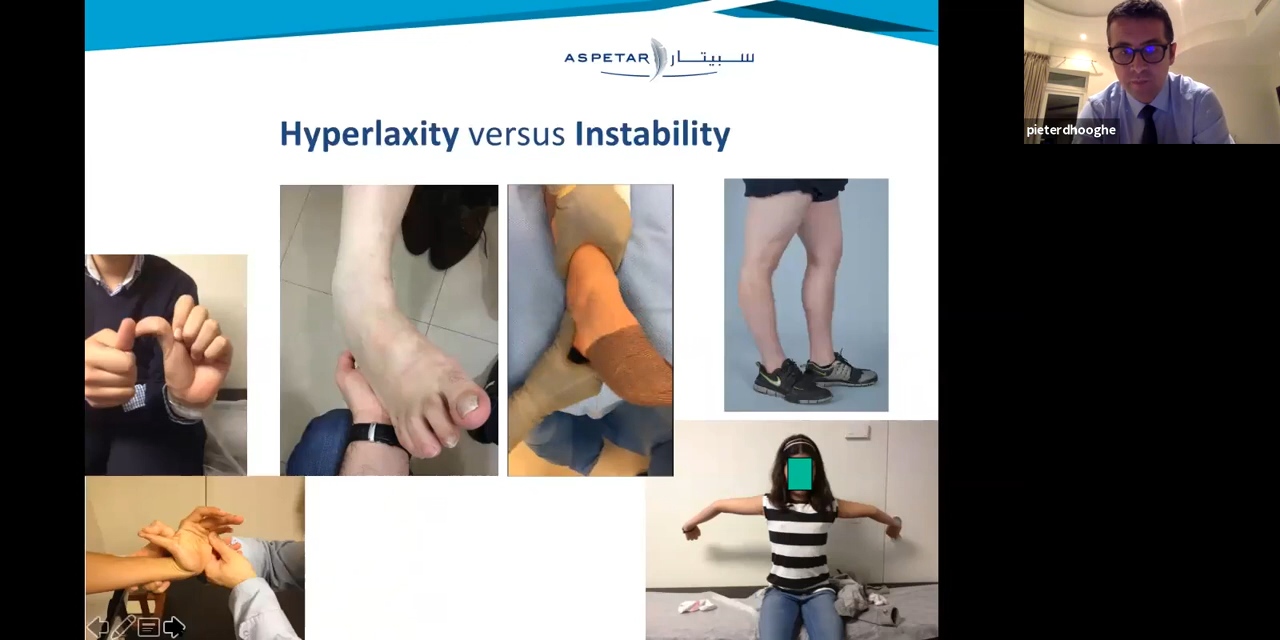 ASPETAR سبيتار
Hyperlaxity versus Instability
pieterdhooghe